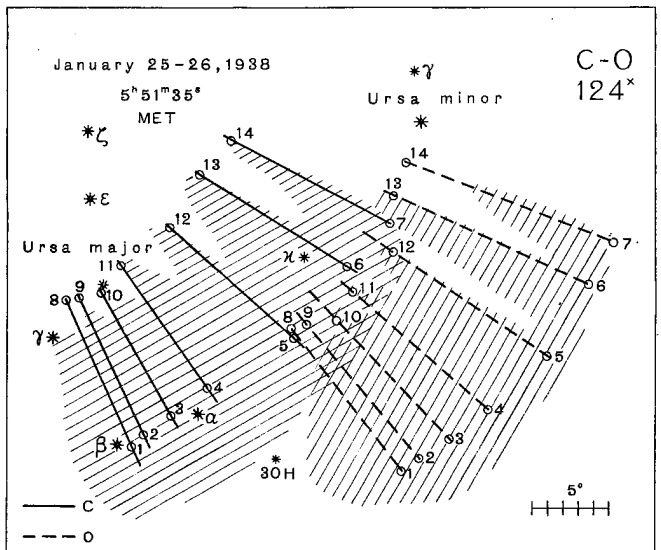 January 25-26, 1938
5ʰ51ᵐ35ˢ
MET
C-O
124ˣ
γ
Ursa minor
ζ
14
14
13
13
ε
7
12
12
7
Ursa major
ϰ
11
6
6
8
9
10
11
8
9
10
γ
5
5
4
4
3
α
3
2
β
1
2
1
30H
5°
C
O